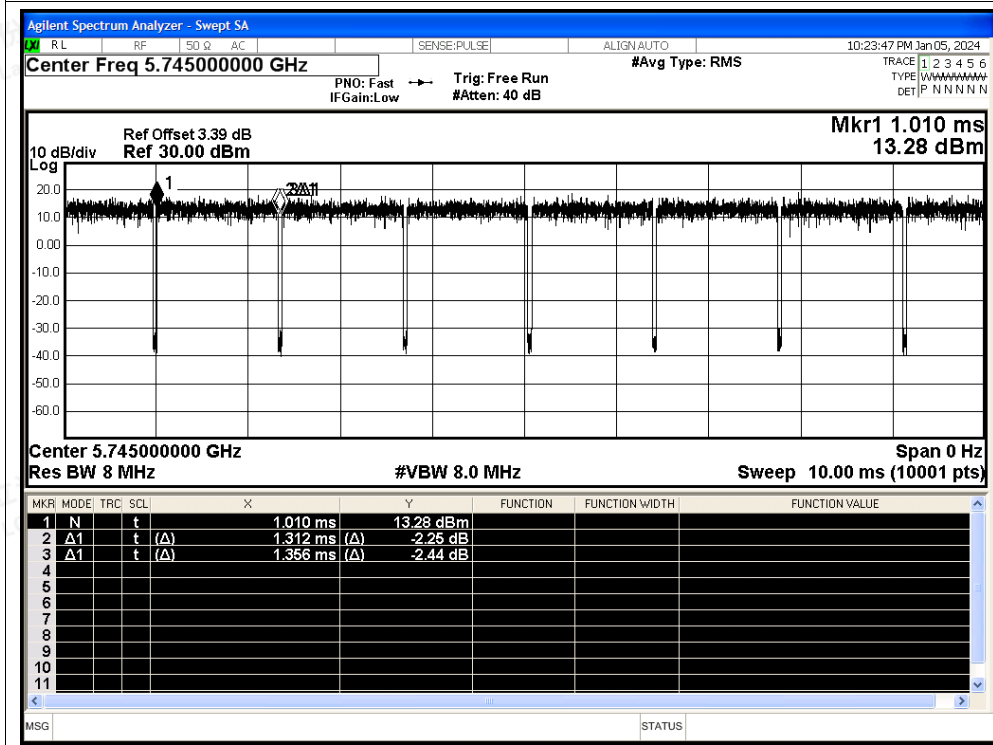 Agilent Spectrum Analyzer - Swept SA
LXI RL RF 50 Ω AC SENSE:PULSE ALIGN AUTO 10:23:47 PM Jan 05, 2024
Center Freq 5.745000000 GHz #Avg Type: RMS TRACE 1 2 3 4 5 6
PNO: Fast Trig: Free Run TYPE WWWWWW
IFGain:Low #Atten: 40 dB DET P N N N N N
Mkr1 1.010 ms
Ref Offset 3.39 dB
10 dB/div Ref 30.00 dBm 13.28 dBm
Log
1
20.0
10.0
0.00
-10.0
-20.0
-30.0
-40.0
-50.0
-60.0
Center 5.745000000 GHz Span 0 Hz
Res BW 8 MHz #VBW 8.0 MHz Sweep 10.00 ms (10001 pts)
MKR MODE TRC SCL X Y FUNCTION FUNCTION WIDTH FUNCTION VALUE
1 N t 1.010 ms 13.28 dBm
2 Δ1 t (Δ) 1.312 ms (Δ) -2.25 dB
3 Δ1 t (Δ) 1.356 ms (Δ) -2.44 dB
4
5
6
7
8
9
10
11
MSG STATUS